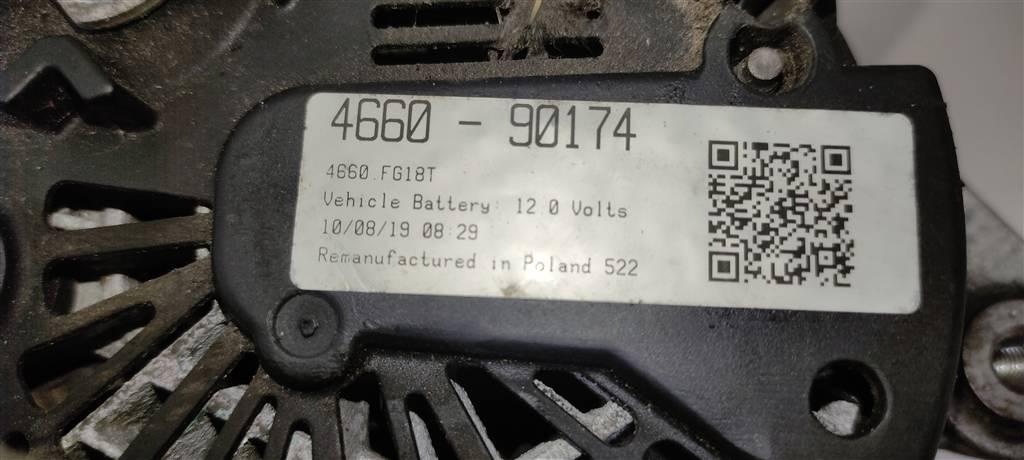 4660 - 90174
4660.FG18T
Vehicle Battery: 12.0 Volts
10/08/19 08:29
Remanufactured in Poland 522